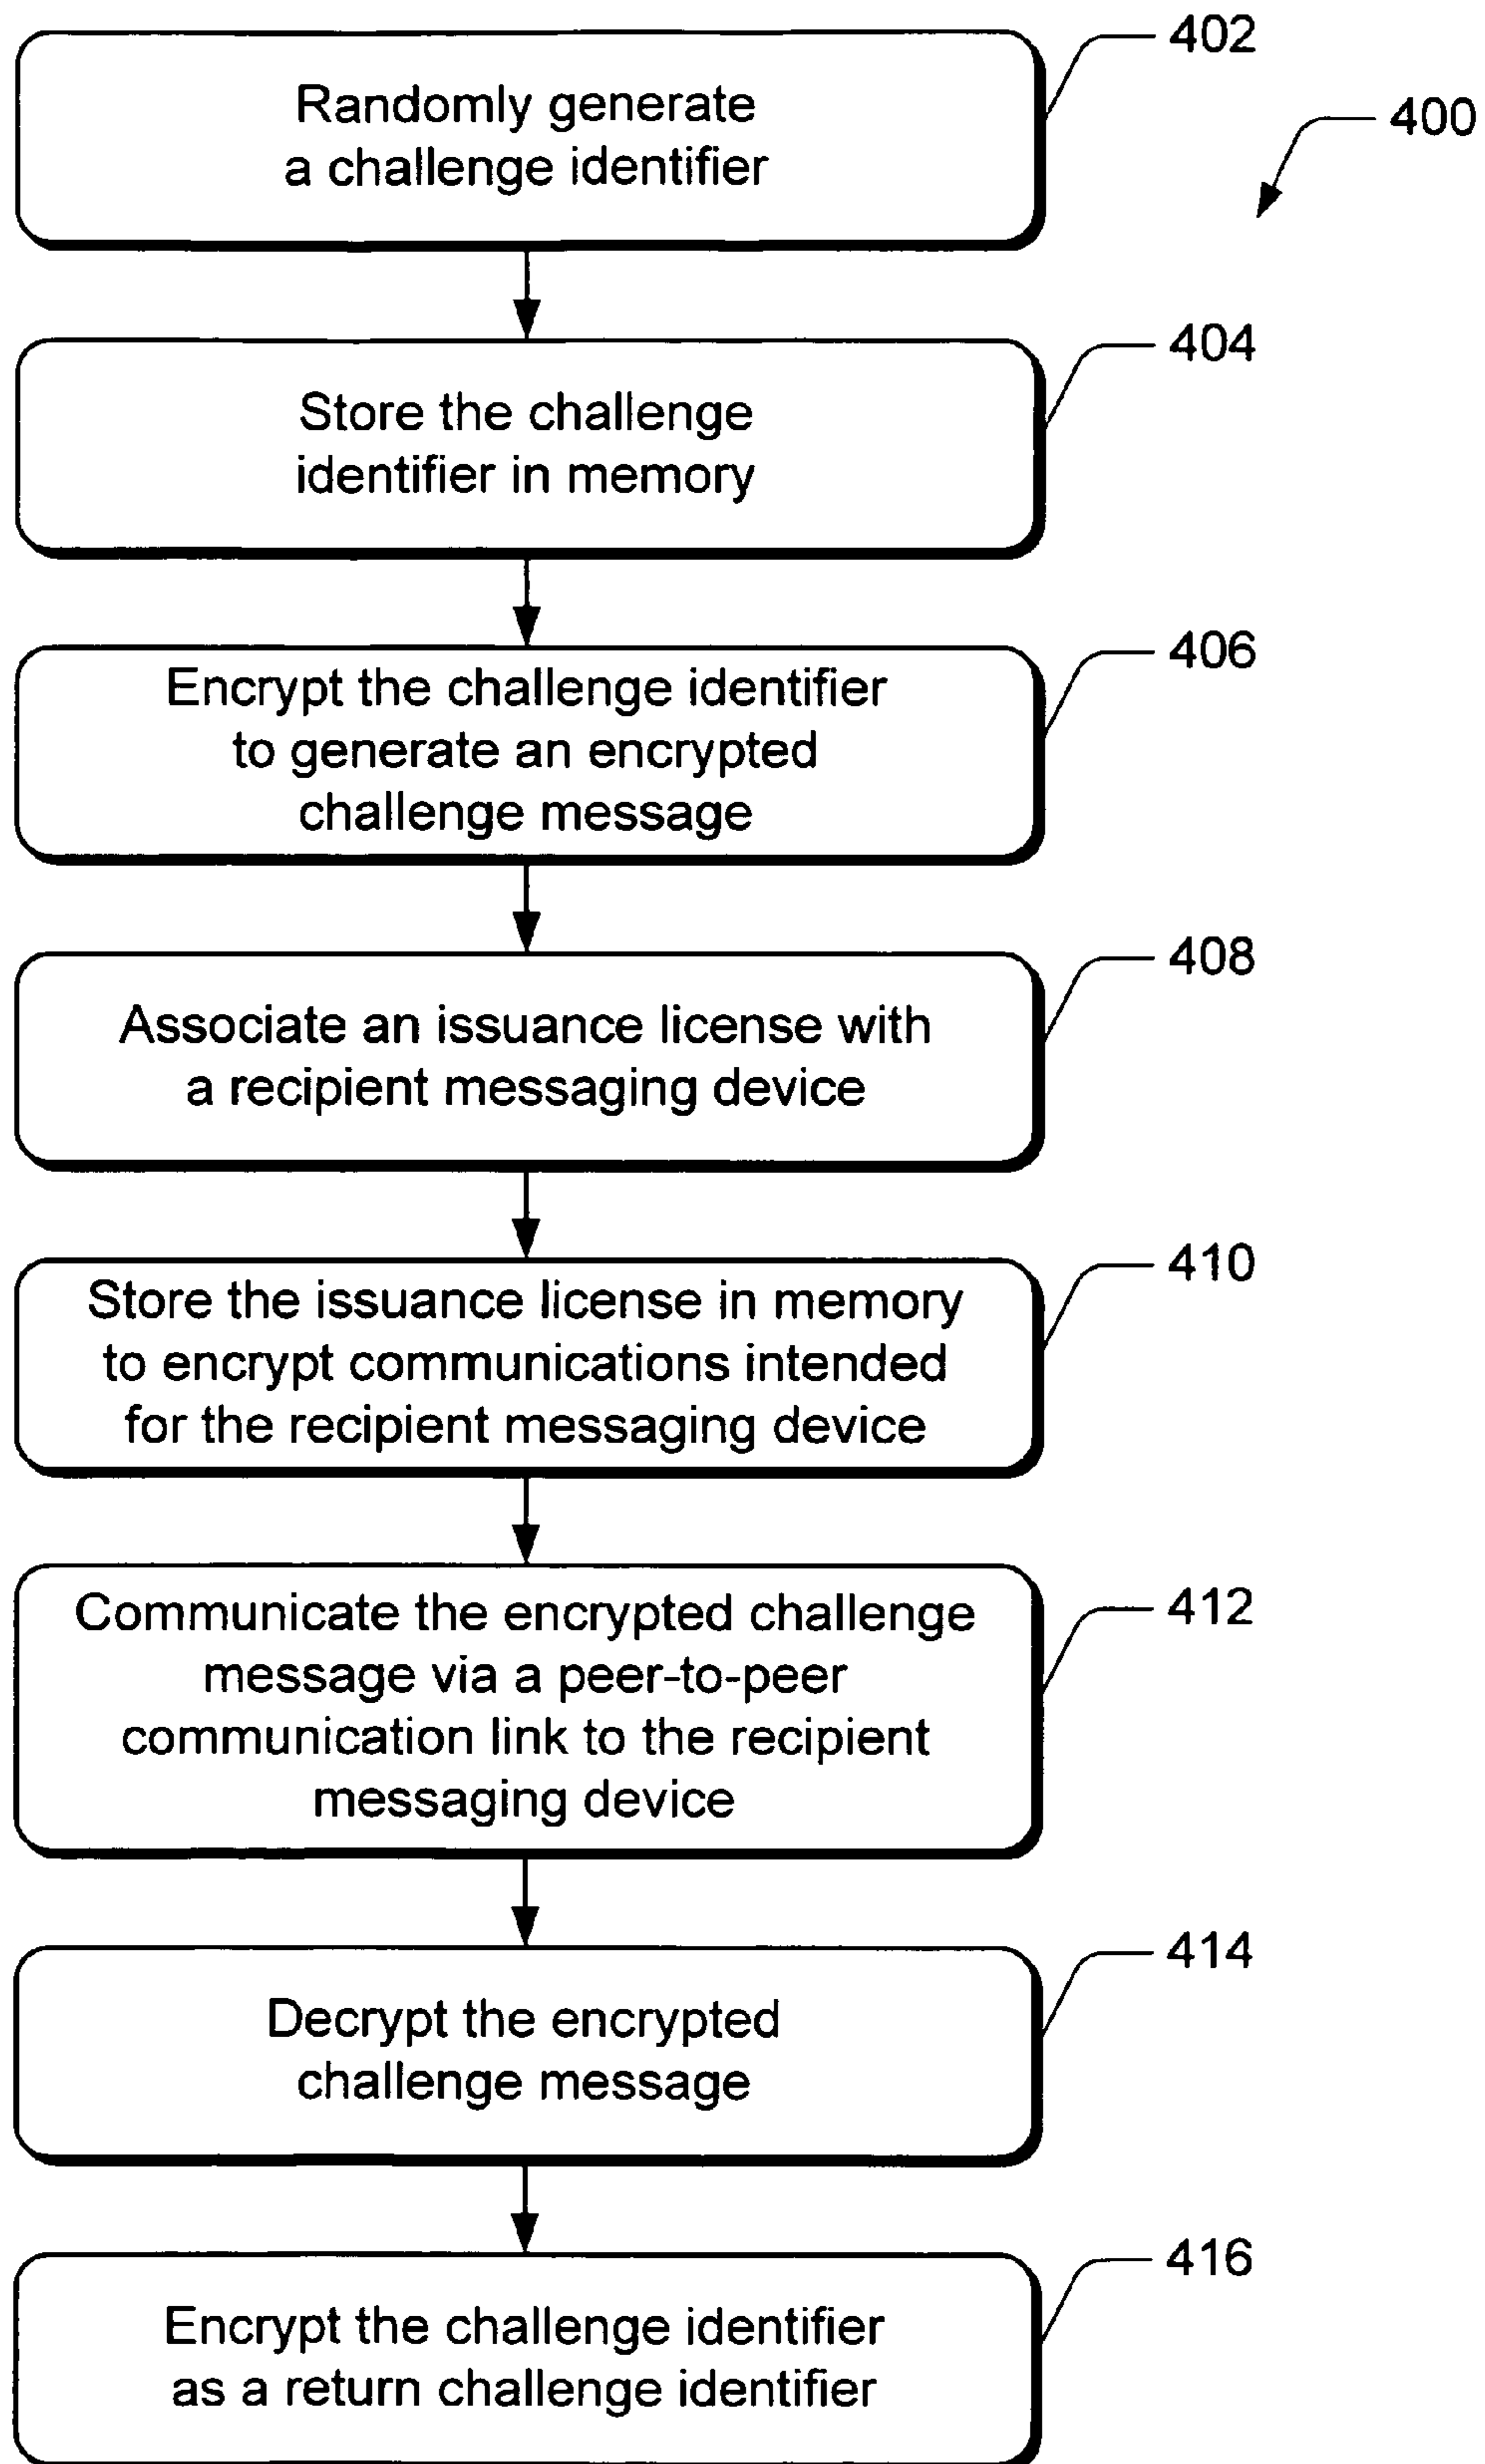 402
400
Randomly generate
a challenge identifier
404
Store the challenge
identifier in memory
406
Encrypt the challenge identifier
to generate an encrypted
challenge message
408
Associate an issuance license with
a recipient messaging device
410
Store the issuance license in memory
to encrypt communications intended
for the recipient messaging device
412
Communicate the encrypted challenge
message via a peer-to-peer
communication link to the recipient
messaging device
414
Decrypt the encrypted
challenge message
416
Encrypt the challenge identifier
as a return challenge identifier